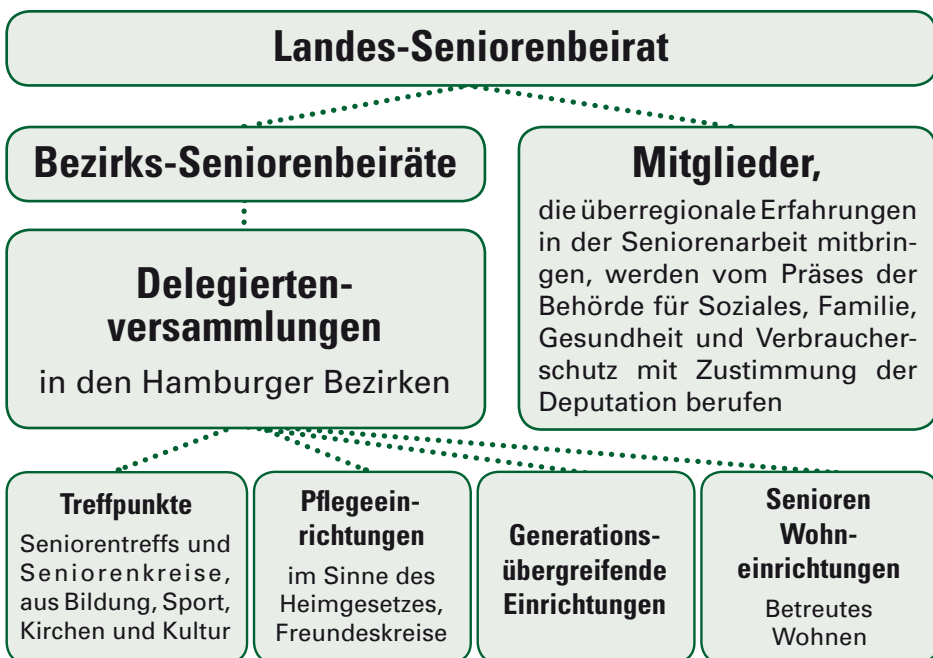 Landes-Seniorenbeirat
Bezirks-Seniorenbeiräte
Mitglieder,
die überregionale Erfahrungen
in der Seniorenarbeit mitbrin-
gen, werden vom Präses der
Behörde für Soziales, Familie,
Gesundheit und Verbraucher-
schutz mit Zustimmung der
Deputation berufen
Delegierten-
versammlungen
in den Hamburger Bezirken
Treffpunkte
Seniorentreffs und
Seniorenkreise,
aus Bildung, Sport,
Kirchen und Kultur
Pflegeein-
richtungen
im Sinne des
Heimgesetzes,
Freundeskreise
Generations-
übergreifende
Einrichtungen
Senioren
Wohn-
einrichtungen
Betreutes
Wohnen